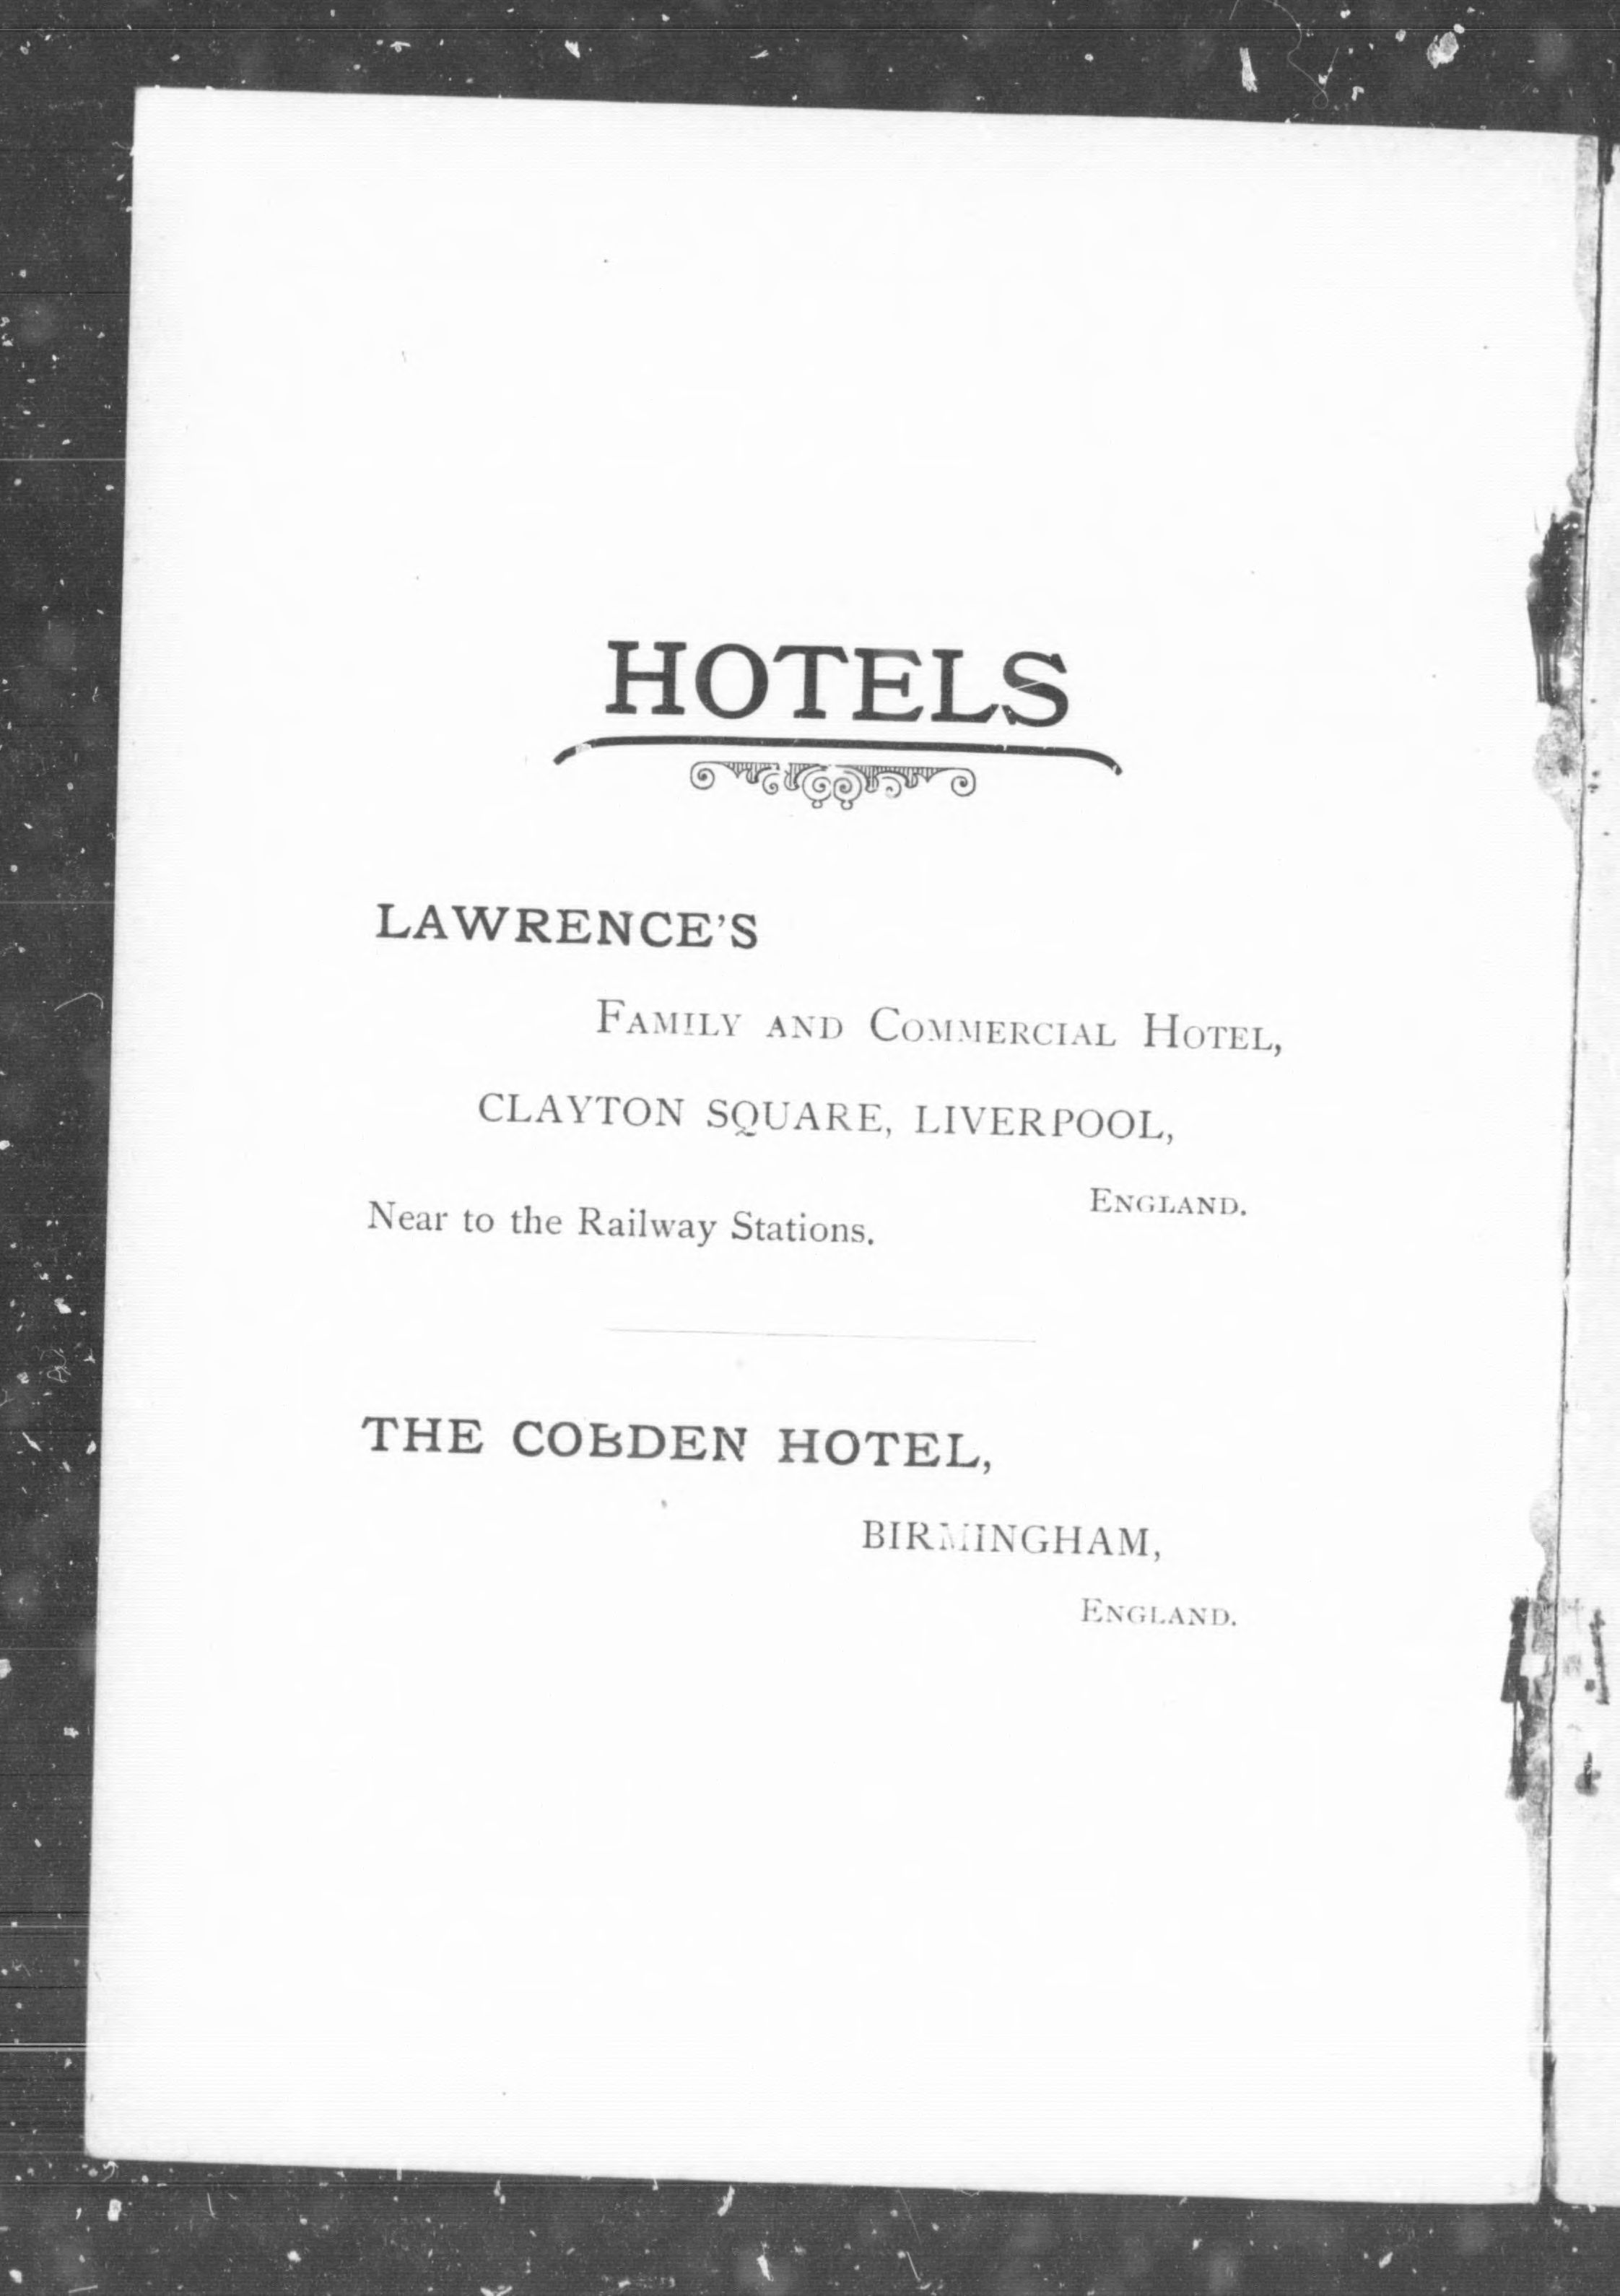 HOTELS
LAWRENCE'S
FAMILY AND COMMERCIAL HOTEL,
CLAYTON SQUARE, LIVERPOOL,
ENGLAND.
Near to the Railway Stations.
THE COBDEN HOTEL,
BIRMINGHAM,
ENGLAND.